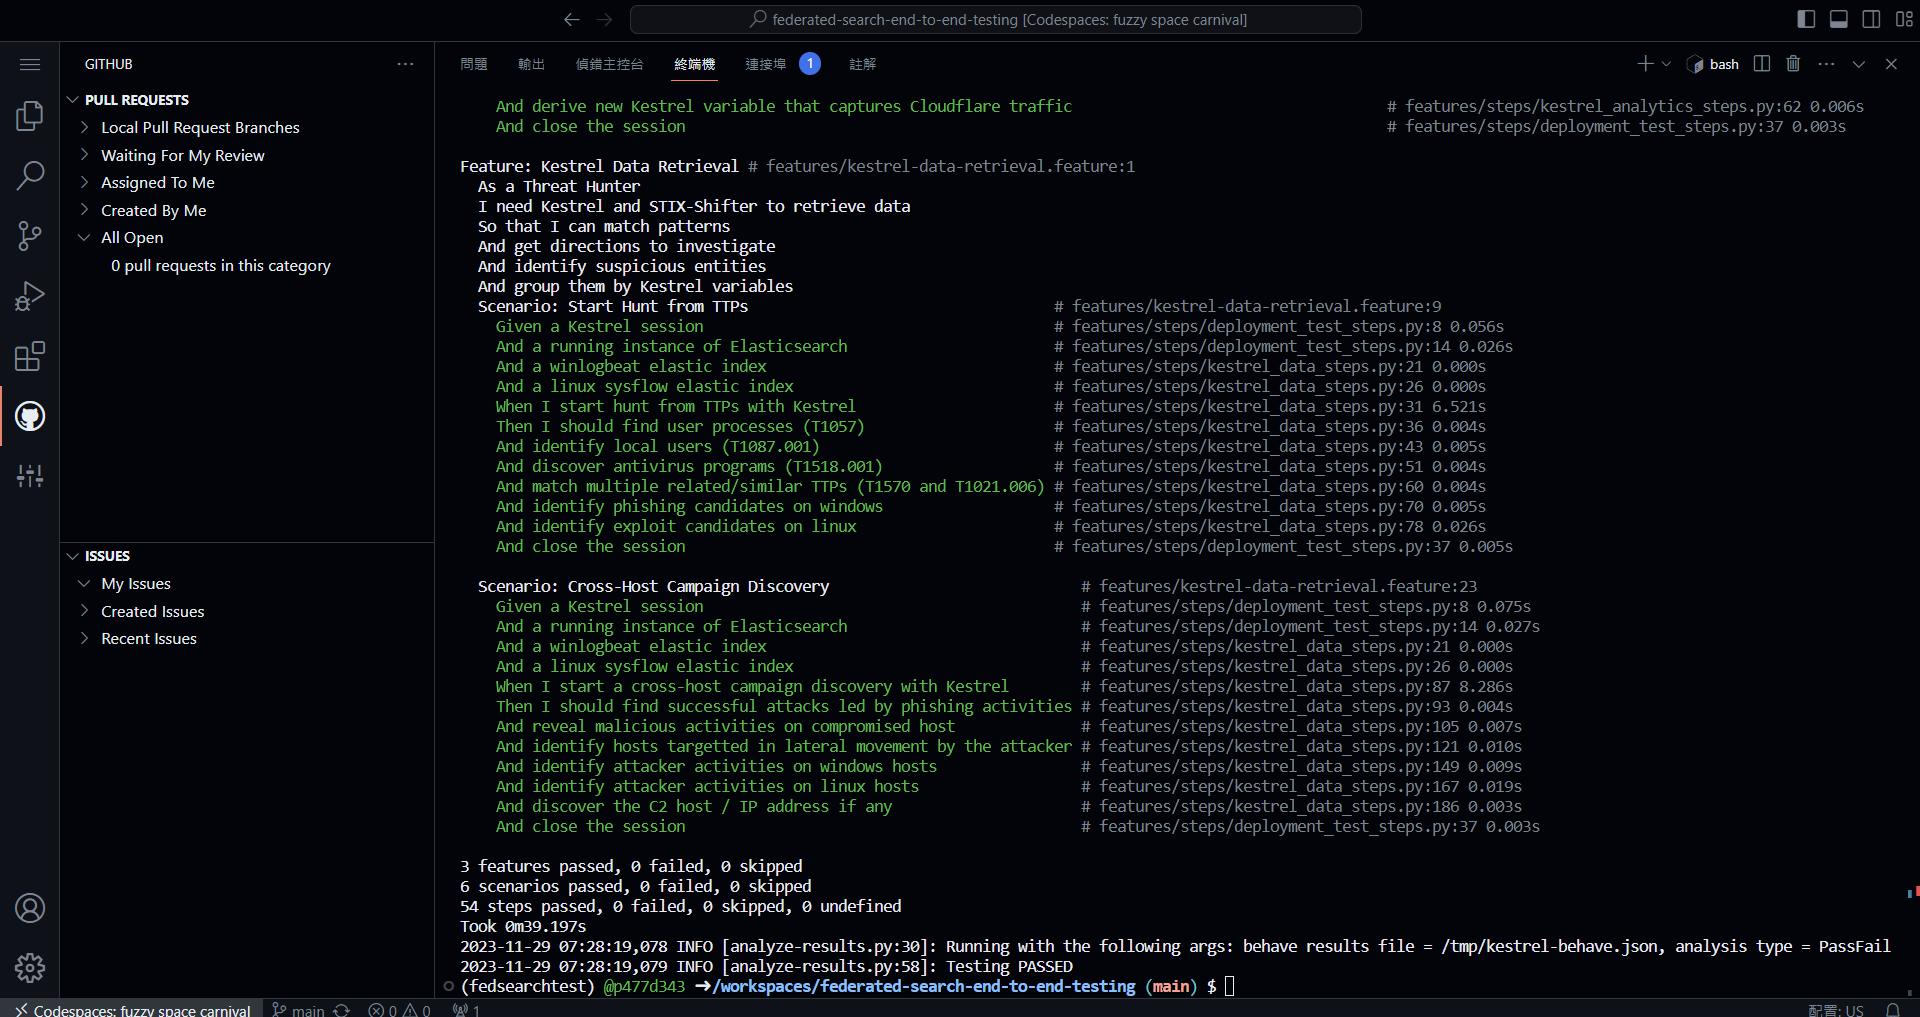 federated-search-end-to-end-testing [Codespaces: fuzzy space carnival]
GITHUB
PULL REQUESTS
Local Pull Request Branches
Waiting For My Review
Assigned To Me
Created By Me
All Open
0 pull requests in this category
ISSUES
My Issues
Created Issues
Recent Issues
問題 輸出 偵錯主控台 終端機 連接埠 1 註解
bash
And derive new Kestrel variable that captures Cloudflare traffic # features/steps/kestrel_analytics_steps.py:62 0.006s
And close the session # features/steps/deployment_test_steps.py:37 0.003s
Feature: Kestrel Data Retrieval # features/kestrel-data-retrieval.feature:1
As a Threat Hunter
I need Kestrel and STIX-Shifter to retrieve data
So that I can match patterns
And get directions to investigate
And identify suspicious entities
And group them by Kestrel variables
Scenario: Start Hunt from TTPs # features/kestrel-data-retrieval.feature:9
Given a Kestrel session # features/steps/deployment_test_steps.py:8 0.056s
And a running instance of Elasticsearch # features/steps/deployment_test_steps.py:14 0.026s
And a winlogbeat elastic index # features/steps/kestrel_data_steps.py:21 0.000s
And a linux sysflow elastic index # features/steps/kestrel_data_steps.py:26 0.000s
When I start hunt from TTPs with Kestrel # features/steps/kestrel_data_steps.py:31 6.521s
Then I should find user processes (T1057) # features/steps/kestrel_data_steps.py:36 0.004s
And identify local users (T1087.001) # features/steps/kestrel_data_steps.py:43 0.005s
And discover antivirus programs (T1518.001) # features/steps/kestrel_data_steps.py:51 0.004s
And match multiple related/similar TTPs (T1570 and T1021.006) # features/steps/kestrel_data_steps.py:60 0.004s
And identify phishing candidates on windows # features/steps/kestrel_data_steps.py:70 0.005s
And identify exploit candidates on linux # features/steps/kestrel_data_steps.py:78 0.026s
And close the session # features/steps/deployment_test_steps.py:37 0.005s
Scenario: Cross-Host Campaign Discovery # features/kestrel-data-retrieval.feature:23
Given a Kestrel session # features/steps/deployment_test_steps.py:8 0.075s
And a running instance of Elasticsearch # features/steps/deployment_test_steps.py:14 0.027s
And a winlogbeat elastic index # features/steps/kestrel_data_steps.py:21 0.000s
And a linux sysflow elastic index # features/steps/kestrel_data_steps.py:26 0.000s
When I start a cross-host campaign discovery with Kestrel # features/steps/kestrel_data_steps.py:87 8.286s
Then I should find successful attacks led by phishing activities # features/steps/kestrel_data_steps.py:93 0.004s
And reveal malicious activities on compromised host # features/steps/kestrel_data_steps.py:105 0.007s
And identify hosts targetted in lateral movement by the attacker # features/steps/kestrel_data_steps.py:121 0.010s
And identify attacker activities on windows hosts # features/steps/kestrel_data_steps.py:149 0.009s
And identify attacker activities on linux hosts # features/steps/kestrel_data_steps.py:167 0.019s
And discover the C2 host / IP address if any # features/steps/kestrel_data_steps.py:186 0.003s
And close the session # features/steps/deployment_test_steps.py:37 0.003s
3 features passed, 0 failed, 0 skipped
6 scenarios passed, 0 failed, 0 skipped
54 steps passed, 0 failed, 0 skipped, 0 undefined
Took 0m39.197s
2023-11-29 07:28:19,078 INFO [analyze-results.py:30]: Running with the following args: behave results file = /tmp/kestrel-behave.json, analysis type = PassFail
2023-11-29 07:28:19,079 INFO [analyze-results.py:58]: Testing PASSED
(fedsearchtest) @p477d343 ➜/workspaces/federated-search-end-to-end-testing (main) $
Codespaces: fuzzy space carnival main 0 0 1 配置: US